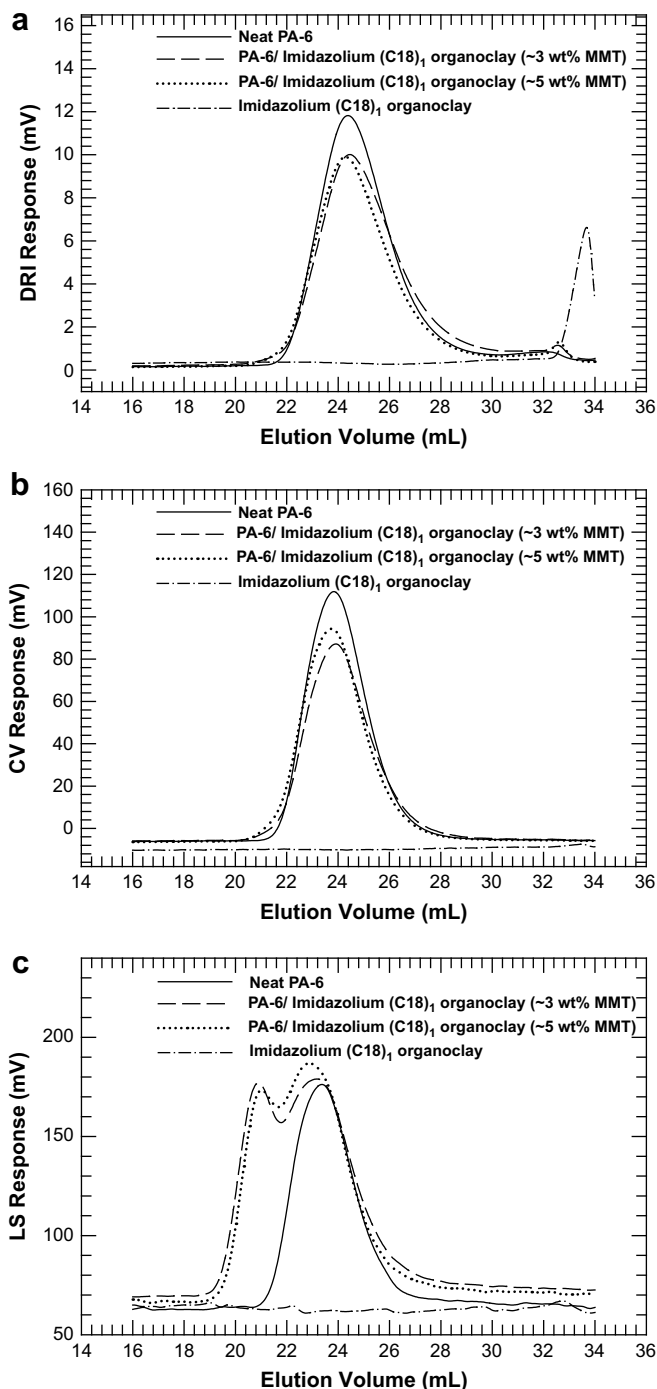 a
16
14
12
10
8
6
4
2
0
DRI Response (mV)
Neat PA-6
PA-6/ Imidazolium (C18)1 organoclay (~3 wt% MMT)
PA-6/ Imidazolium (C18)1 organoclay (~5 wt% MMT)
Imidazolium (C18)1 organoclay
14 16 18 20 22 24 26 28 30 32 34 36
Elution Volume (mL)
b
160
140
120
100
80
60
40
20
0
CV Response (mV)
Neat PA-6
PA-6/ Imidazolium (C18)1 organoclay (~3 wt% MMT)
PA-6/ Imidazolium (C18)1 organoclay (~5 wt% MMT)
Imidazolium (C18)1 organoclay
14 16 18 20 22 24 26 28 30 32 34 36
Elution Volume (mL)
c
200
150
100
50
LS Response (mV)
Neat PA-6
PA-6/ Imidazolium (C18)1 organoclay (~3 wt% MMT)
PA-6/ Imidazolium (C18)1 organoclay (~5 wt% MMT)
Imidazolium (C18)1 organoclay
14 16 18 20 22 24 26 28 30 32 34 36
Elution Volume (mL)